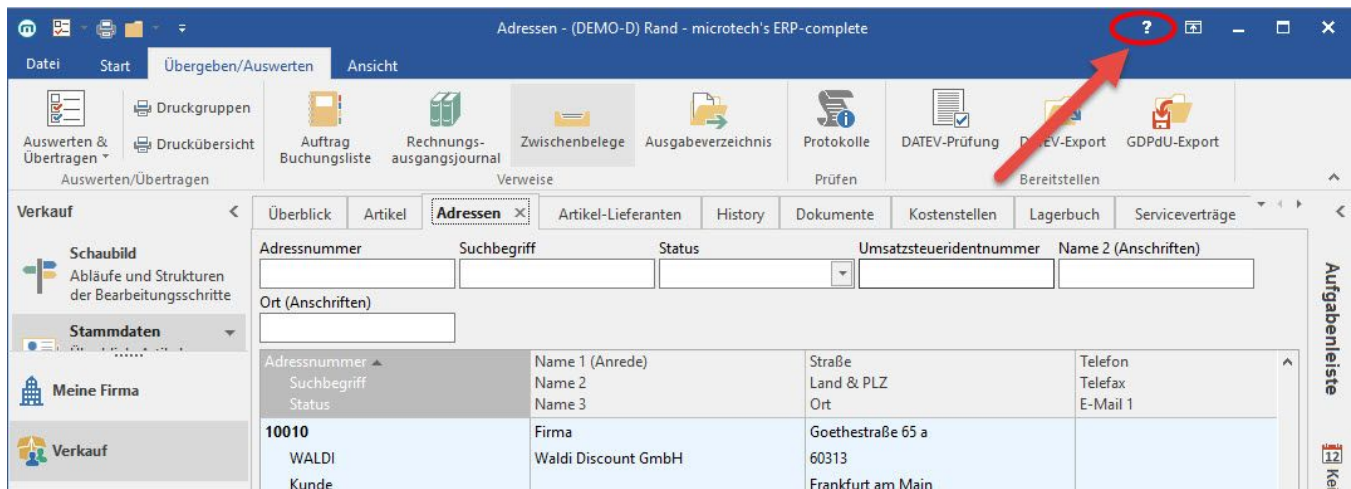 Adressen - (DEMO-D) Rand - microtech's ERP-complete
?
Datei Start Übergeben/Auswerten Ansicht
Auswerten &
Übertragen
Druckgruppen
Druckübersicht
Auftrag
Buchungsliste
Rechnungs-
ausgangsjournal
Zwischenbelege
Ausgabeverzeichnis
Protokolle
DATEV-Prüfung
GDPdU-Export
Auswerten/Übertragen
Verweise
Prüfen
Bereitstellen
Verkauf
Überblick Artikel Adressen Artikel-Lieferanten History Dokumente Kostenstellen Lagerbuch Serviceverträge
Schaubild
Abläufe und Strukturen
der Bearbeitungsschritte
Stammdaten
Meine Firma
Verkauf
Adressnummer Suchbegriff Status Umsatzsteueridentnummer Name 2 (Anschriften)
Ort (Anschriften)
Adressnummer Name 1 (Anrede) Straße Telefon
Suchbegriff Name 2 Land & PLZ Telefax
Status Name 3 Ort E-Mail 1
10010 Firma Goethestraße 65 a
WALDI Waldi Discount GmbH 60313
Kunde Frankfurt am Main
Aufgabenleiste
12